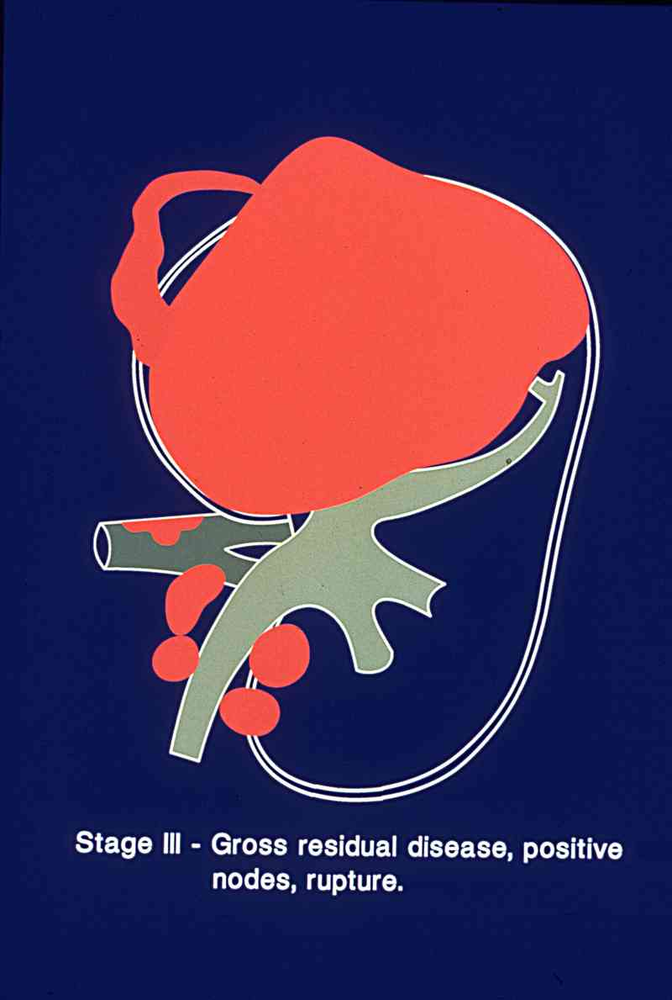 Stage III - Gross residual disease, positive
nodes, rupture.